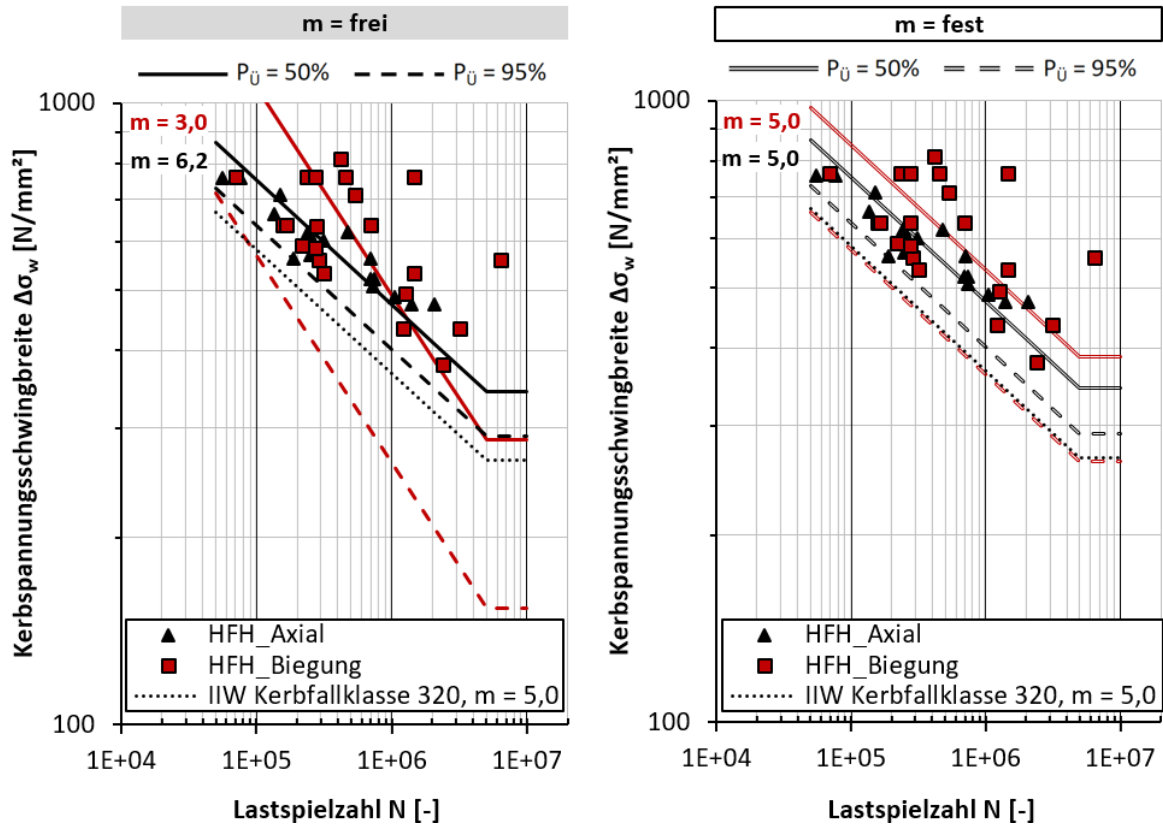 m = frei
P_Ü = 50% P_Ü = 95%
1000
m = 3,0
m = 6,2
Kerbspannungsschwingbreite Δσ_w [N/mm²]
HFH_Axial
HFH_Biegung
IIW Kerbfallklasse 320, m = 5,0
100
1E+04 1E+05 1E+06 1E+07
Lastspielzahl N [-]
m = fest
P_Ü = 50% P_Ü = 95%
1000
m = 5,0
m = 5,0
Kerbspannungsschwingbreite Δσ_w [N/mm²]
HFH_Axial
HFH_Biegung
IIW Kerbfallklasse 320, m = 5,0
100
1E+04 1E+05 1E+06 1E+07
Lastspielzahl N [-]